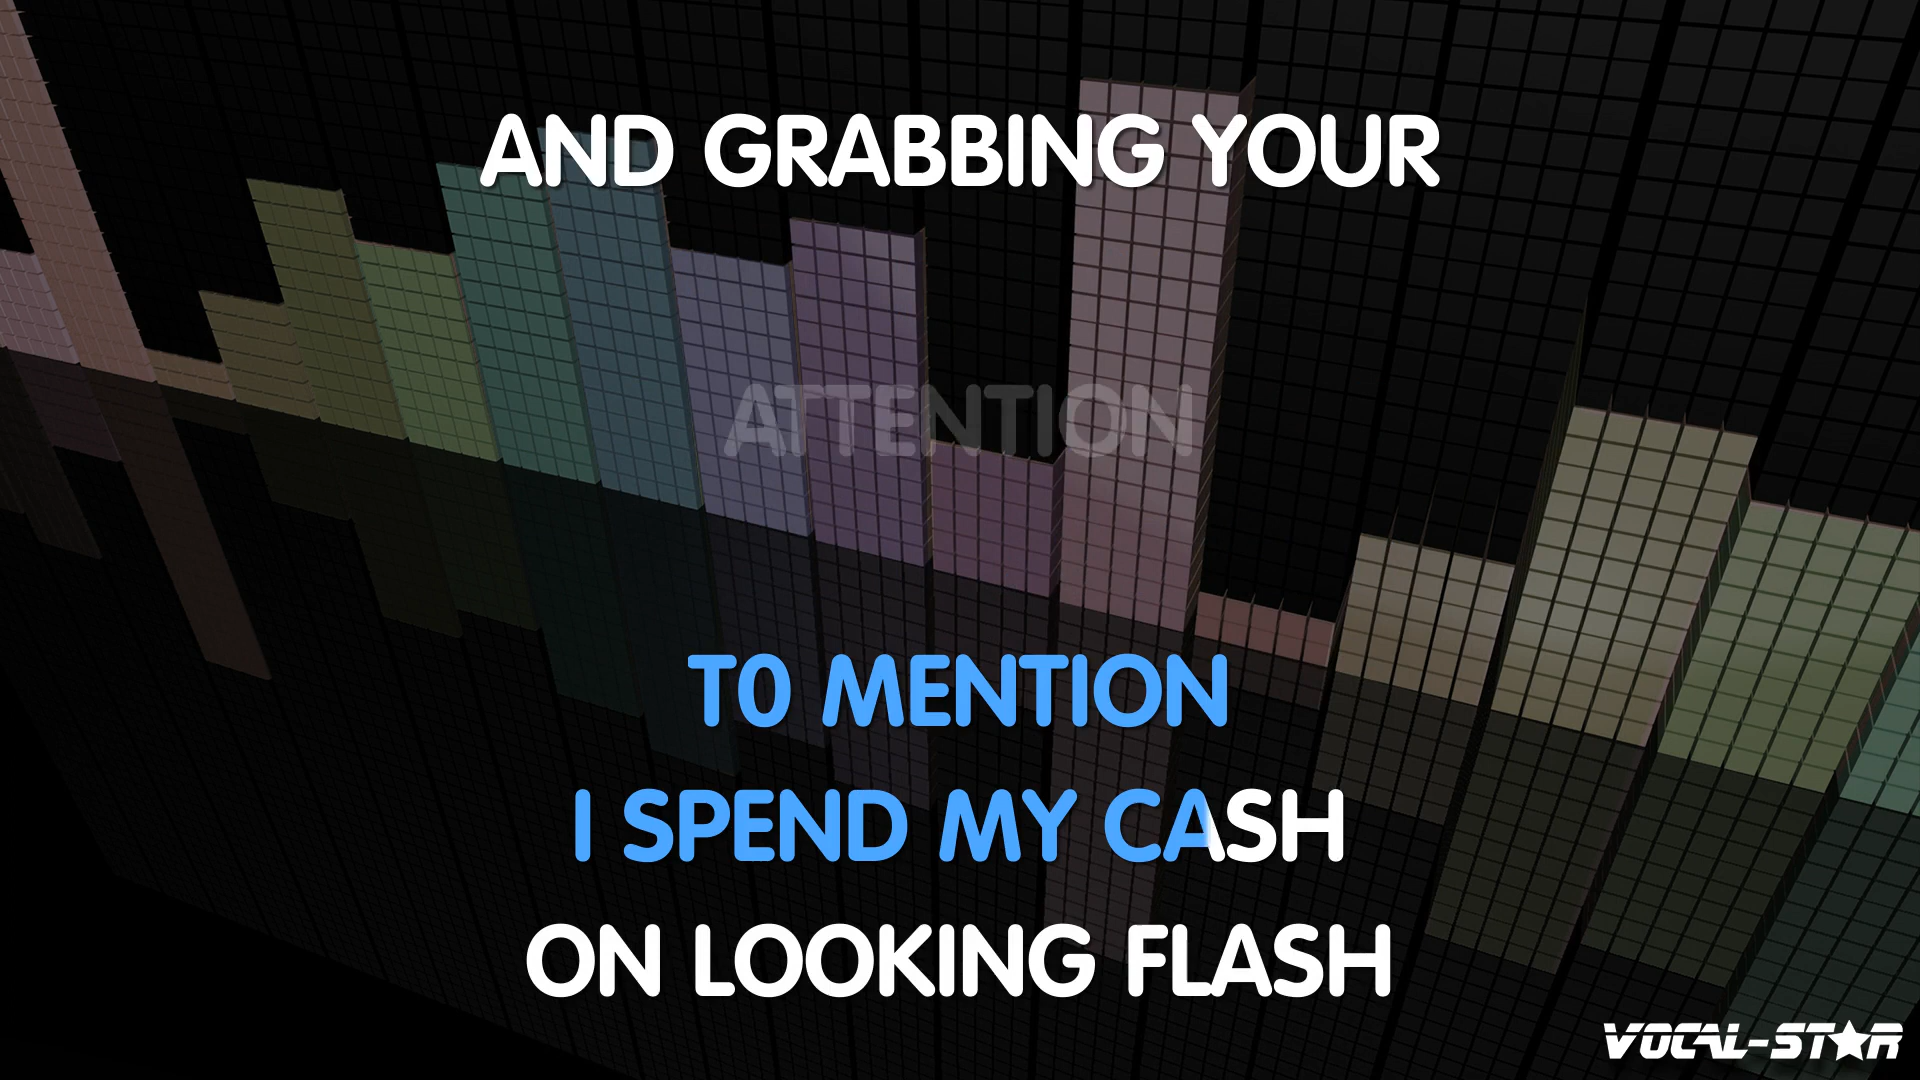 AND GRABBING YOUR
ATTENTION
T0 MENTION
I SPEND MY CASH
ON LOOKING FLASH
VOCAL-STAR